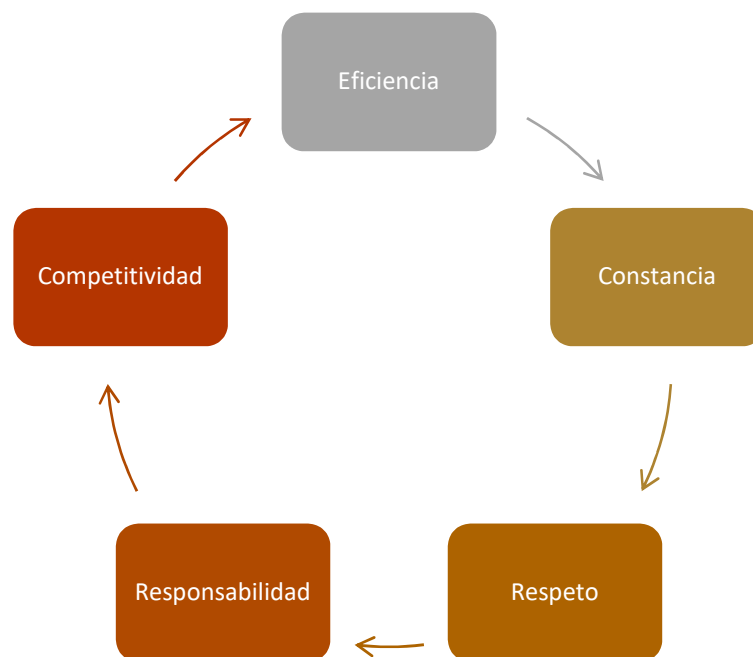 Eficiencia
Constancia
Respeto
Responsabilidad
Competitividad